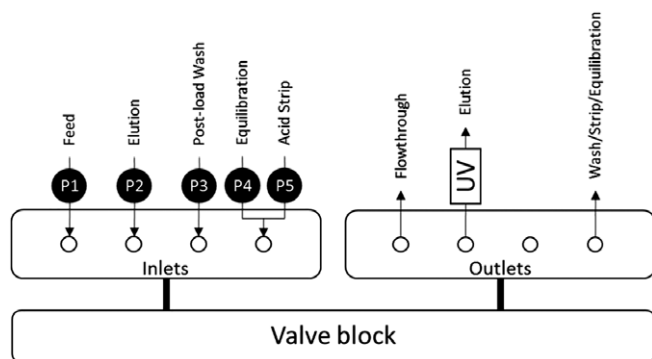 Feed
Elution
Post-load Wash
Equilibration
Acid Strip
Flowthrough
Elution
Wash/Strip/Equilibration
P1
P2
P3
P4
P5
UV
Inlets
Outlets
Valve block